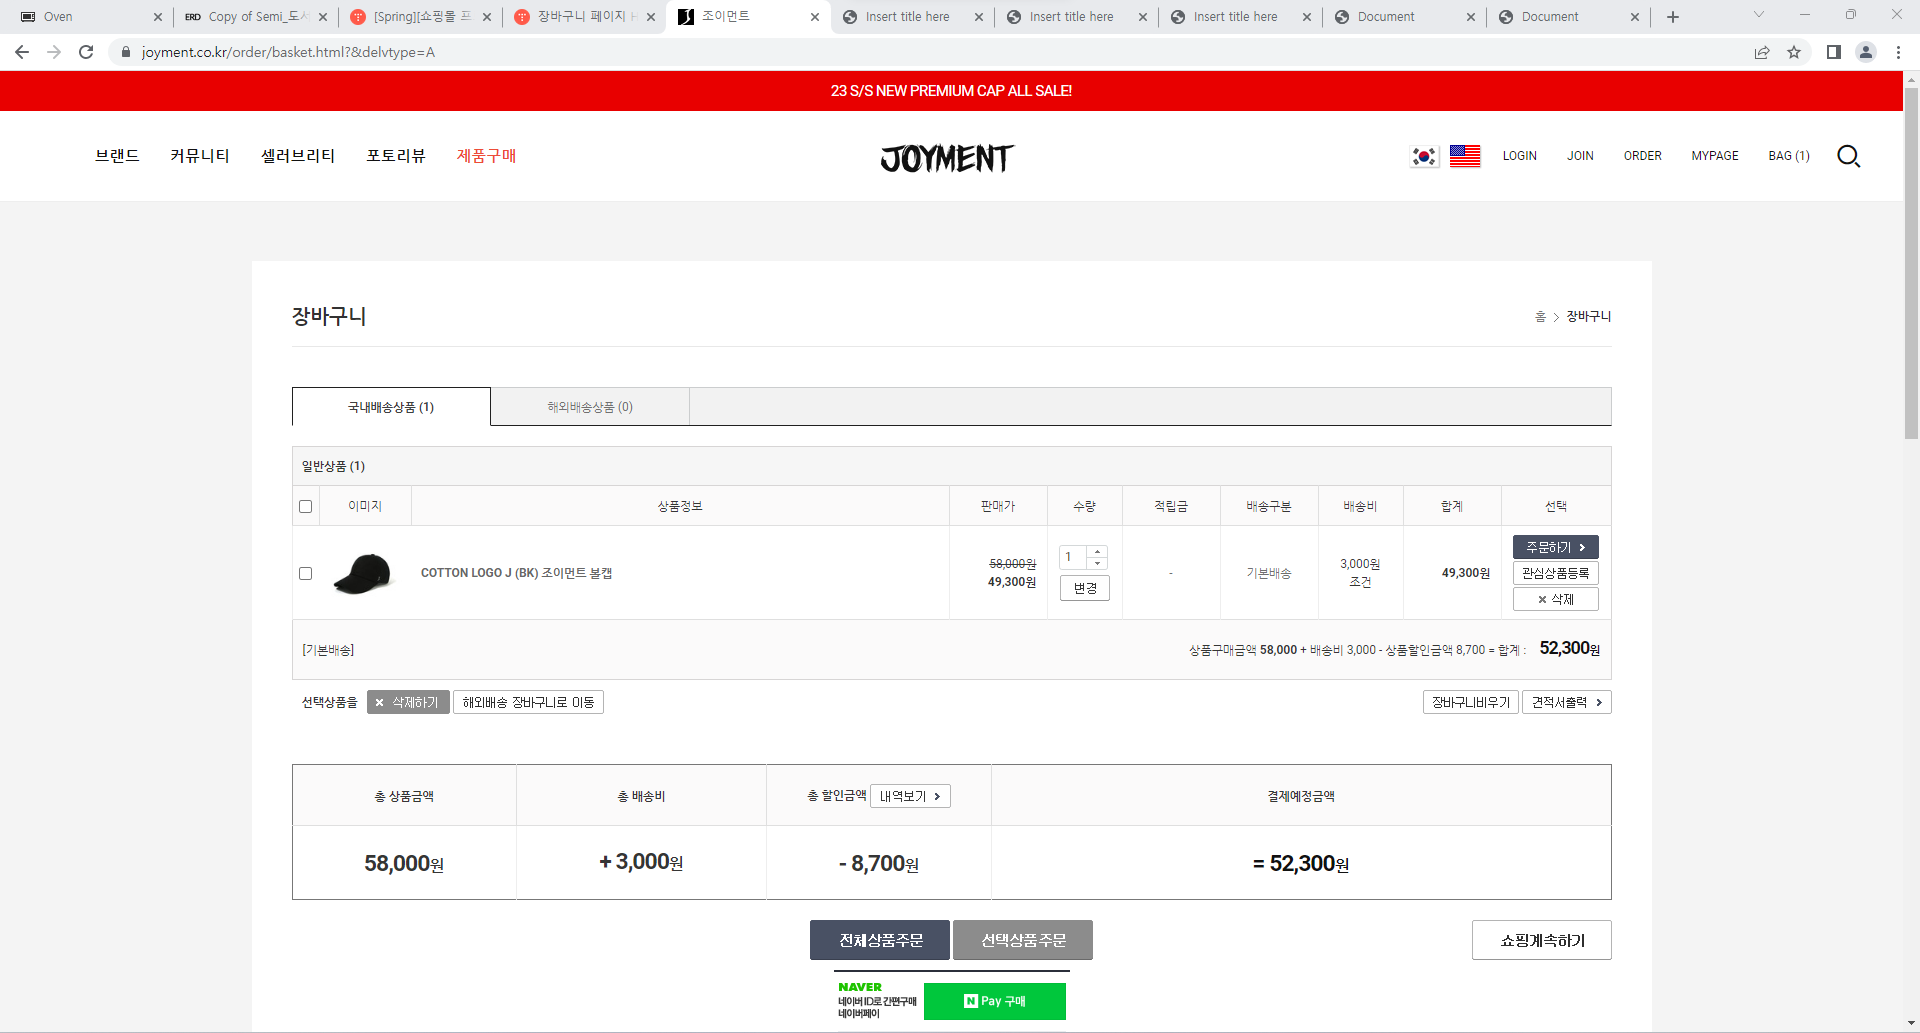 Oven
ERD Copy of Semi_도서
[Spring][쇼핑몰 프
장바구니 페이지 H
조이먼트
Insert title here
Insert title here
Insert title here
Document
Document
joyment.co.kr/order/basket.html?&delvtype=A
23 S/S NEW PREMIUM CAP ALL SALE!
브랜드 커뮤니티 셀러브리티 포토리뷰 제품구매
JOYMENT
LOGIN JOIN ORDER MYPAGE BAG (1)
장바구니
홈 > 장바구니
국내배송상품 (1) 해외배송상품 (0)
일반상품 (1)
이미지 상품정보 판매가 수량 적립금 배송구분 배송비 합계 선택
COTTON LOGO J (BK) 조이먼트 볼캡
58,000원
49,300원
1
변경
-
기본배송
3,000원
조건
49,300원
주문하기 >
관심상품등록
× 삭제
[기본배송]
상품구매금액 58,000 + 배송비 3,000 - 상품할인금액 8,700 = 합계 : 52,300원
선택상품을 × 삭제하기 해외배송 장바구니로 이동
장바구니비우기 견적서출력 >
총 상품금액 총 배송비 총 할인금액 내역보기 > 결제예정금액
58,000원 + 3,000원 - 8,700원 = 52,300원
전체상품주문 선택상품주문 쇼핑계속하기
NAVER
네이버 ID로 간편구매
네이버페이
N Pay 구매